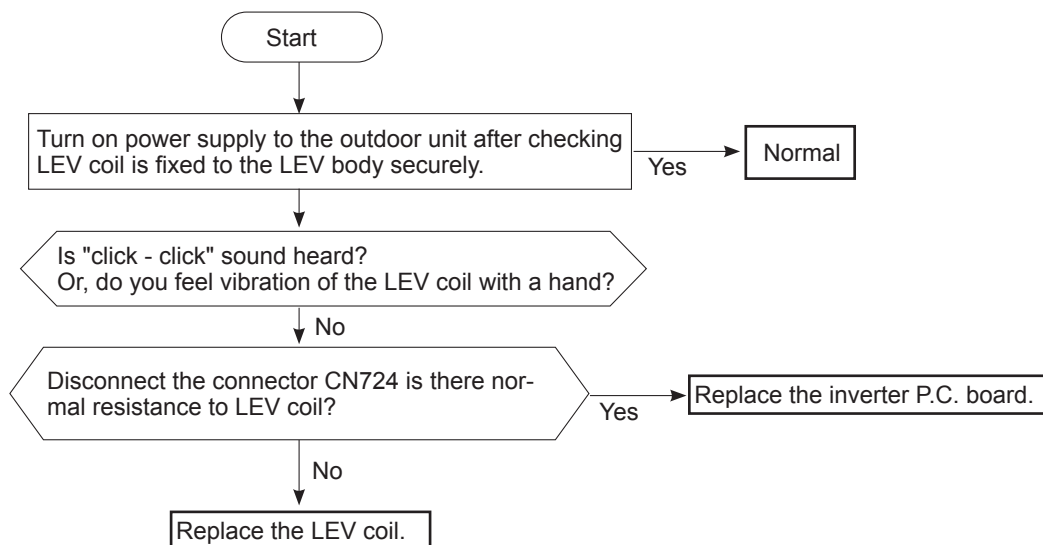 Start
Turn on power supply to the outdoor unit after checking
LEV coil is fixed to the LEV body securely.
Yes
Normal
Is "click - click" sound heard?
Or, do you feel vibration of the LEV coil with a hand?
No
Disconnect the connector CN724 is there nor-
mal resistance to LEV coil?
Yes
Replace the inverter P.C. board.
No
Replace the LEV coil.